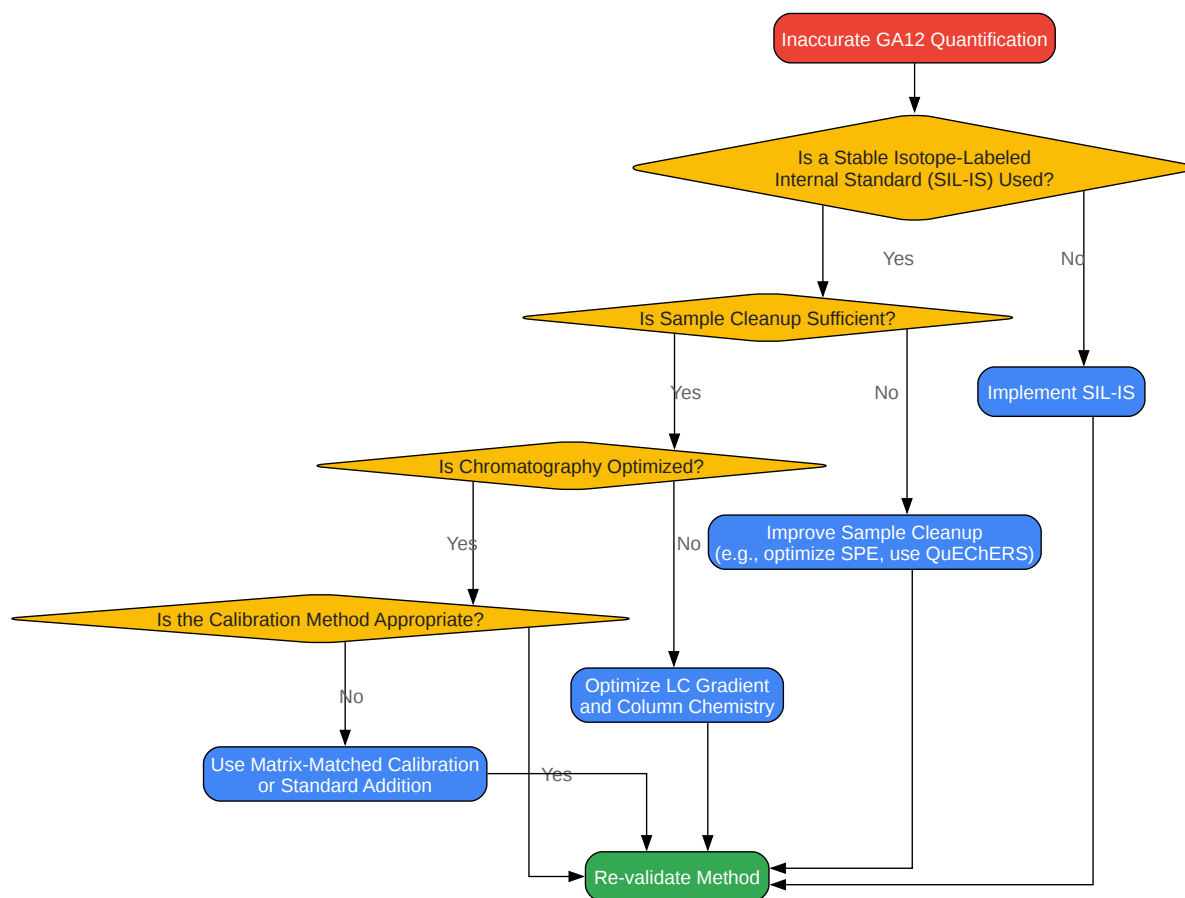 Inaccurate GA12 Quantification
Is a Stable Isotope-Labeled
Internal Standard (SIL-IS) Used?
Yes
No
Is Sample Cleanup Sufficient?
Yes
No
Implement SIL-IS
Is Chromatography Optimized?
Yes
No
Improve Sample Cleanup
(e.g., optimize SPE, use QuEChERS)
Is the Calibration Method Appropriate?
No
Optimize LC Gradient
and Column Chemistry
Use Matrix-Matched Calibration
or Standard Addition
Yes
Re-validate Method